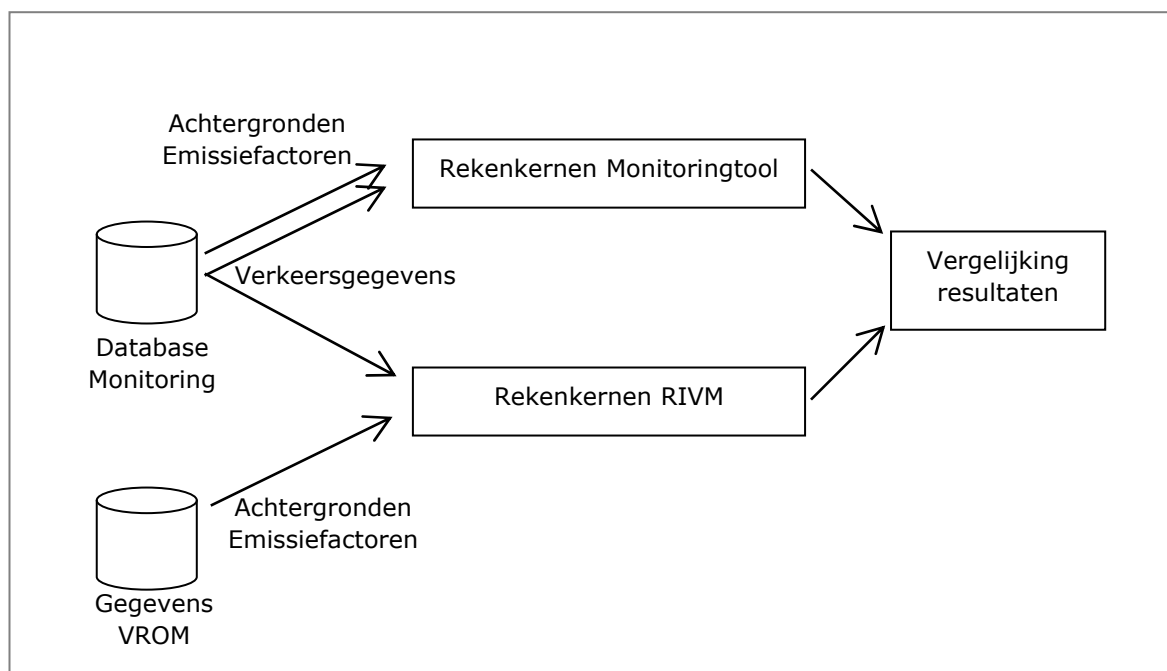 Achtergronden
Emissiefactoren
Rekenkernen Monitoringtool
Vergelijking
resultaten
Verkeersgegevens
Database
Monitoring
Rekenkernen RIVM
Achtergronden
Emissiefactoren
Gegevens
VROM